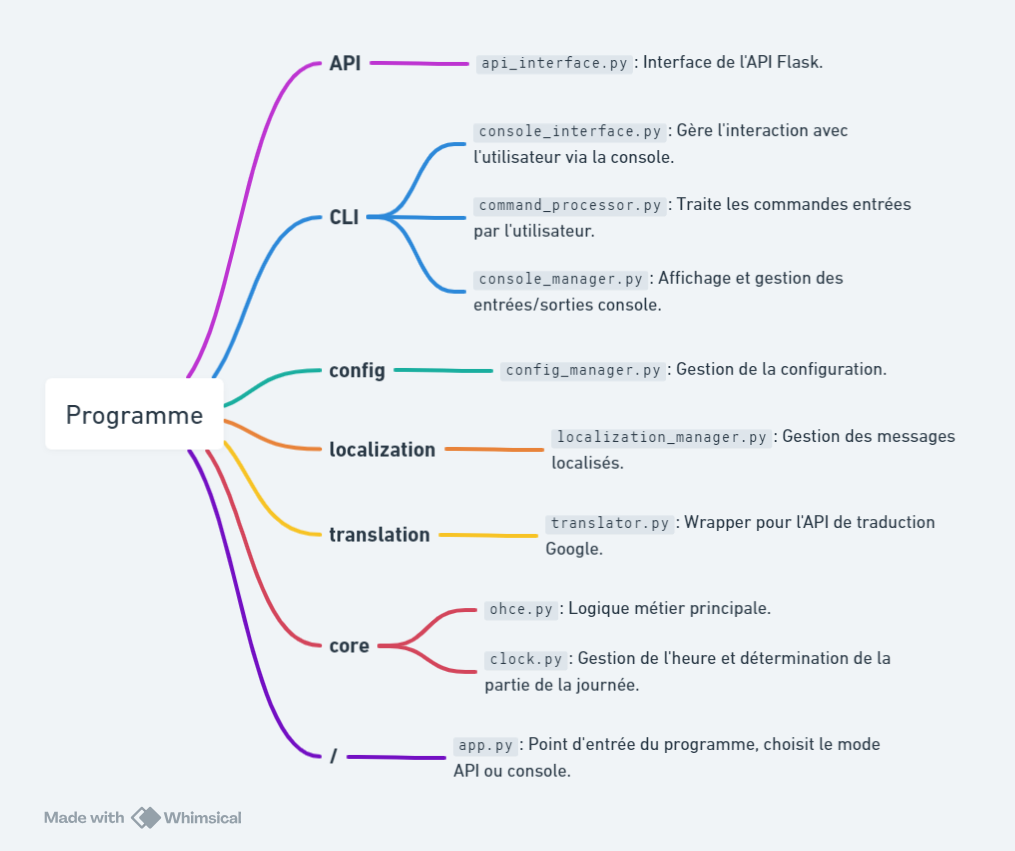 API
api_interface.py: Interface de l'API Flask.
console_interface.py: Gère l'interaction avec
l'utilisateur via la console.
CLI
command_processor.py: Traite les commandes entrées
par l'utilisateur.
console_manager.py: Affichage et gestion des
entrées/sorties console.
config
config_manager.py: Gestion de la configuration.
Programme
localization
localization_manager.py: Gestion des messages
localisés.
translation
translator.py: Wrapper pour l'API de traduction
Google.
core
ohce.py: Logique métier principale.
clock.py: Gestion de l'heure et détermination de la
partie de la journée.
/
app.py: Point d'entrée du programme, choisit le mode
API ou console.
Made with Whimsical